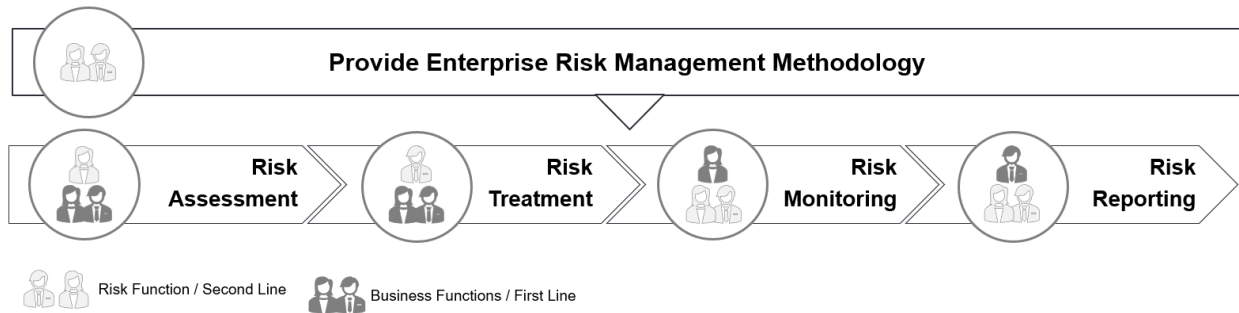 Provide Enterprise Risk Management Methodology
Risk
Assessment
Risk
Treatment
Risk
Monitoring
Risk
Reporting
Risk Function / Second Line
Business Functions / First Line